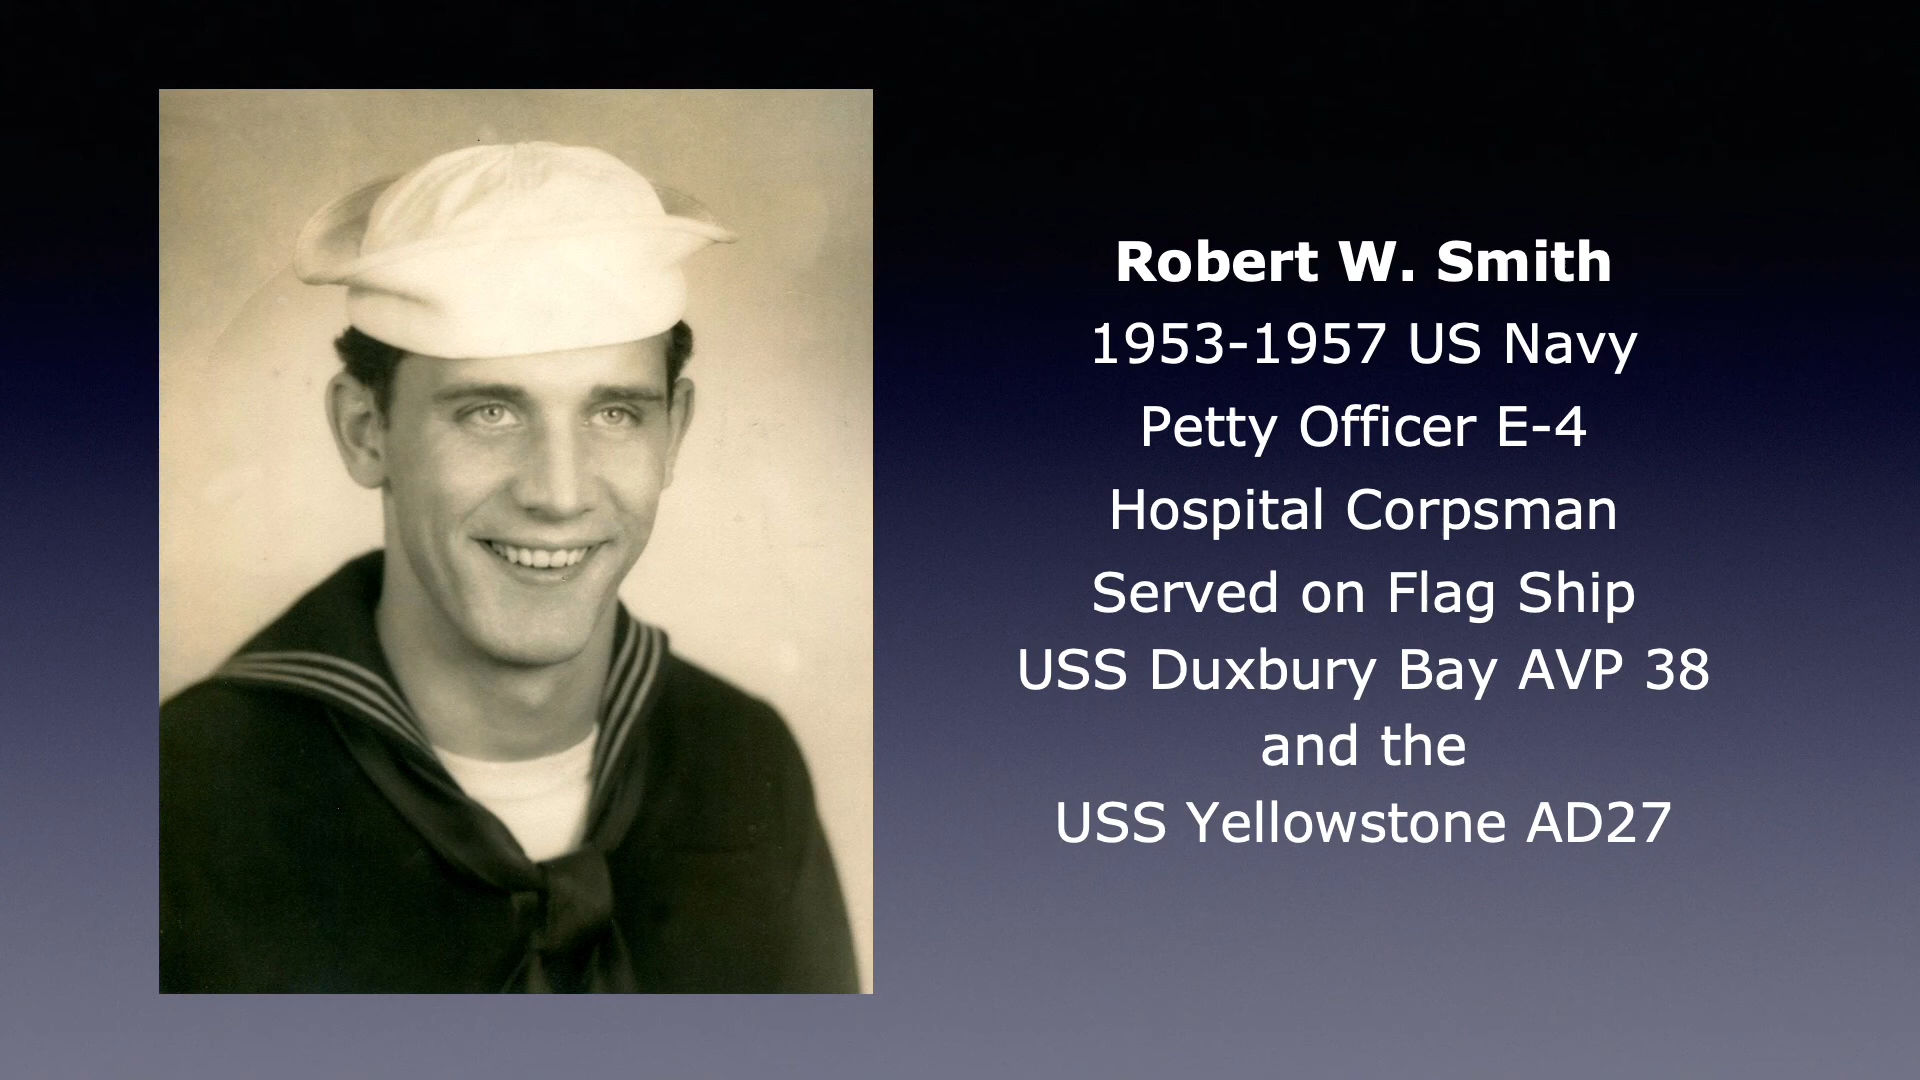 Robert W. Smith
1953-1957 US Navy
Petty Officer E-4
Hospital Corpsman
Served on Flag Ship
USS Duxbury Bay AVP 38
and the
USS Yellowstone AD27